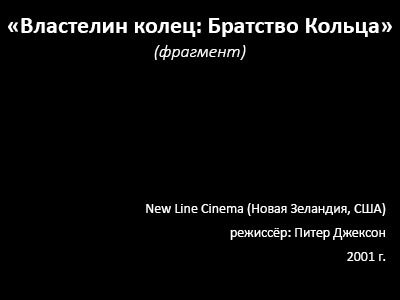 «Властелин колец: Братство Кольца»
(фрагмент)
New Line Cinema (Новая Зеландия, США)
режиссёр: Питер Джексон
2001 г.